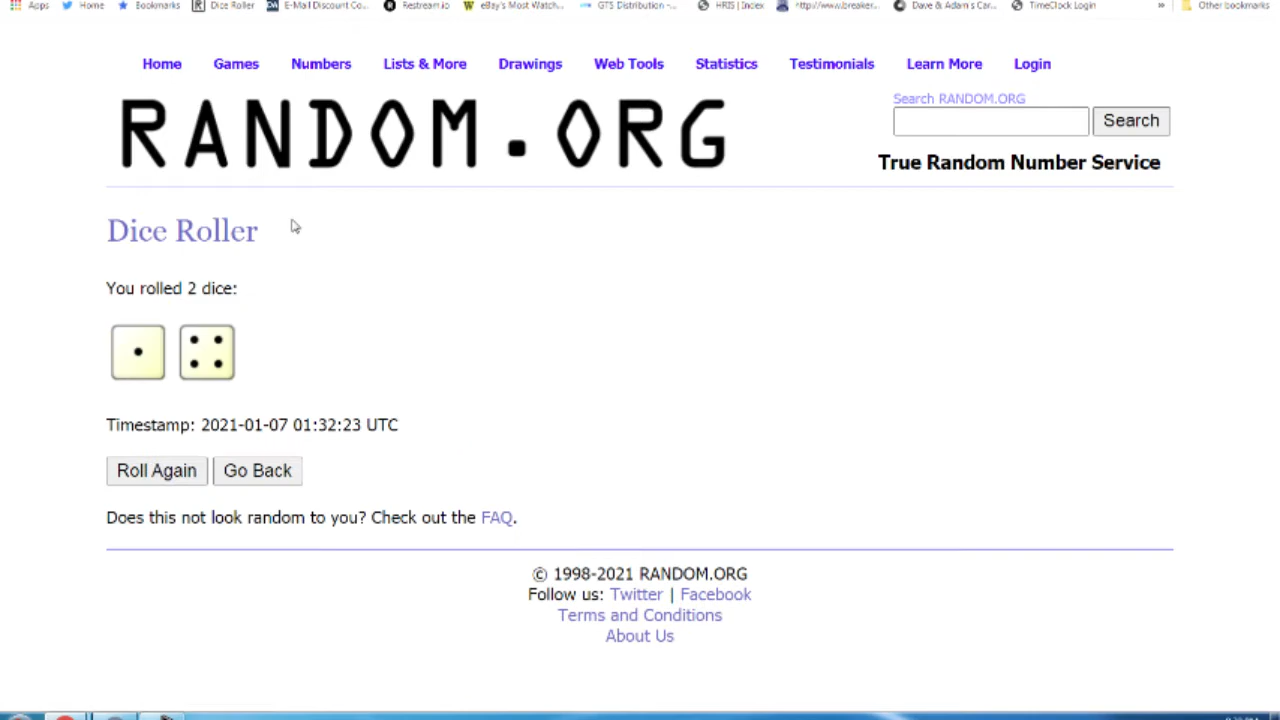 Apps Home Bookmarks Dice Roller E-Mail Discount Co... Restream.io eBay's Most Watch... GTS Distribution -... HRIS | Index http://www.breaker... Dave & Adam's Car... TimeClock Login » Other bookmarks
Home Games Numbers Lists & More Drawings Web Tools Statistics Testimonials Learn More Login
RANDOM.ORG
Search RANDOM.ORG
Search
True Random Number Service
Dice Roller
You rolled 2 dice:
Timestamp: 2021-01-07 01:32:23 UTC
Roll Again Go Back
Does this not look random to you? Check out the FAQ.
© 1998-2021 RANDOM.ORG
Follow us: Twitter | Facebook
Terms and Conditions
About Us